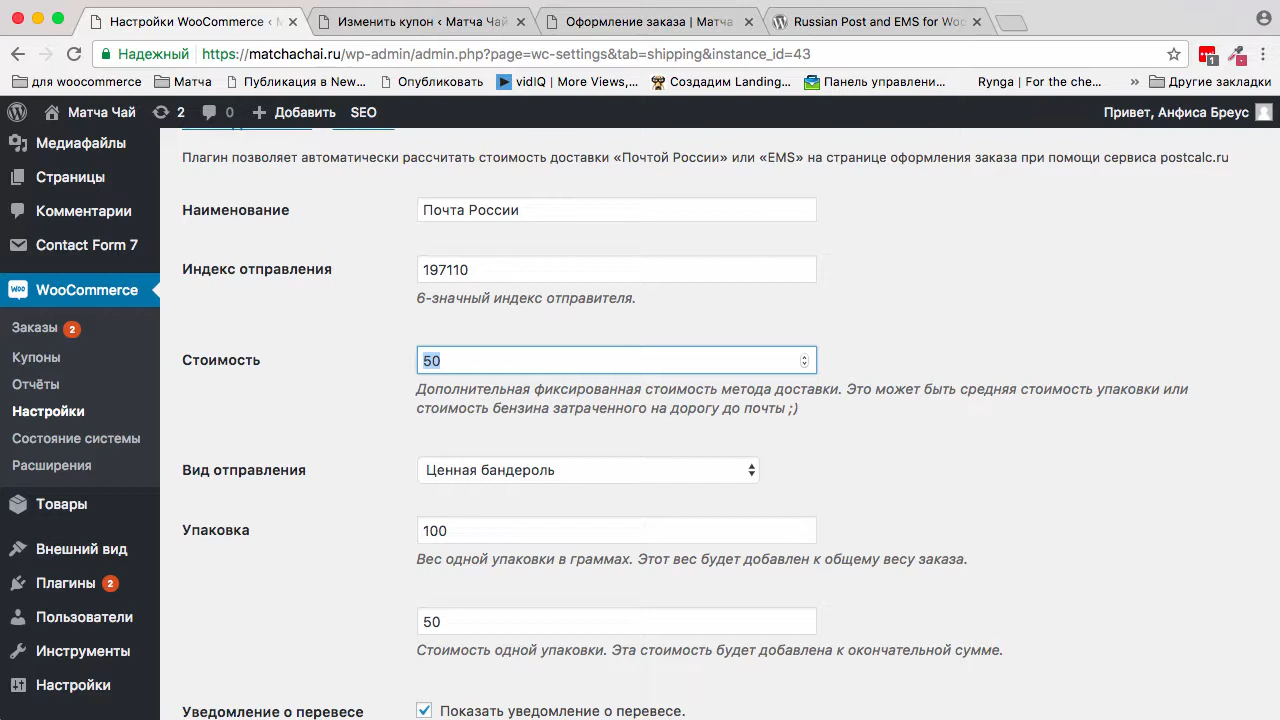 Настройки WooCommerce ‹ М
Изменить купон ‹ Матча Чай
Оформление заказа | Матча
Russian Post and EMS for Woo
Надежный
https://matchachai.ru/wp-admin/admin.php?page=wc-settings&tab=shipping&instance_id=43
1
для woocommerce
Матча
Публикация в New...
Опубликовать
vidIQ | More Views,...
Создадим Landing...
Панель управлени...
Rynga | For the che...
»
Другие закладки
Матча Чай
2
0
Добавить
SEO
Привет, Анфиса Бреус
Медиафайлы
Страницы
Комментарии
Contact Form 7
WooCommerce
Заказы 2
Купоны
Отчёты
Настройки
Состояние системы
Расширения
Товары
Внешний вид
Плагины 2
Пользователи
Инструменты
Настройки
Плагин позволяет автоматически рассчитать стоимость доставки «Почтой России» или «EMS» на странице оформления заказа при помощи сервиса postcalc.ru
Наименование
Почта России
Индекс отправления
197110
6-значный индекс отправителя.
Стоимость
50
Дополнительная фиксированная стоимость метода доставки. Это может быть средняя стоимость упаковки или
стоимость бензина затраченного на дорогу до почты ;)
Вид отправления
Ценная бандероль
Упаковка
100
Вес одной упаковки в граммах. Этот вес будет добавлен к общему весу заказа.
50
Стоимость одной упаковки. Эта стоимость будет добавлена к окончательной сумме.
Уведомление о перевесе
Показать уведомление о перевесе.